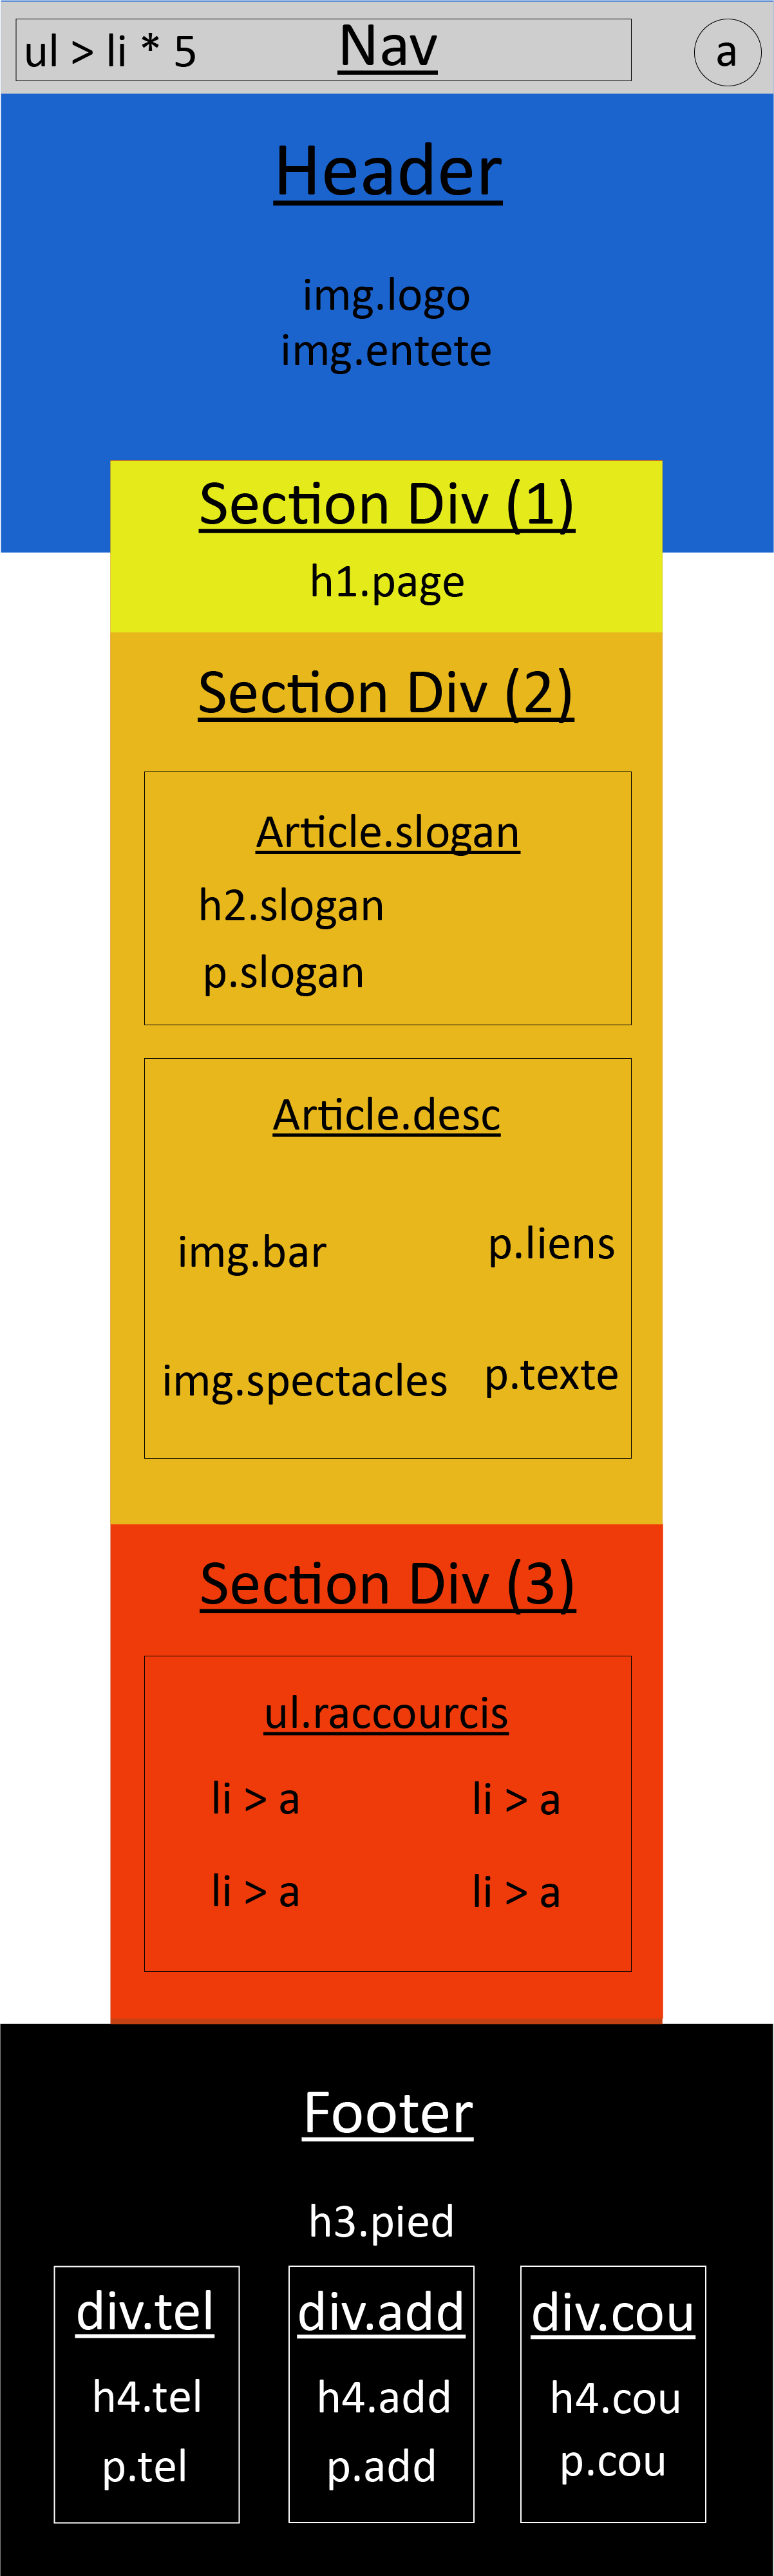 ul > li * 5 Nav a
Header
img.logo
img.entete
Section Div (1)
h1.page
Section Div (2)
Article.slogan
h2.slogan
p.slogan
Article.desc
img.bar p.liens
img.spectacles p.texte
Section Div (3)
ul.raccourcis
li > a li > a
li > a li > a
Footer
h3.pied
div.tel div.add div.cou
h4.tel h4.add h4.cou
p.tel p.add p.cou